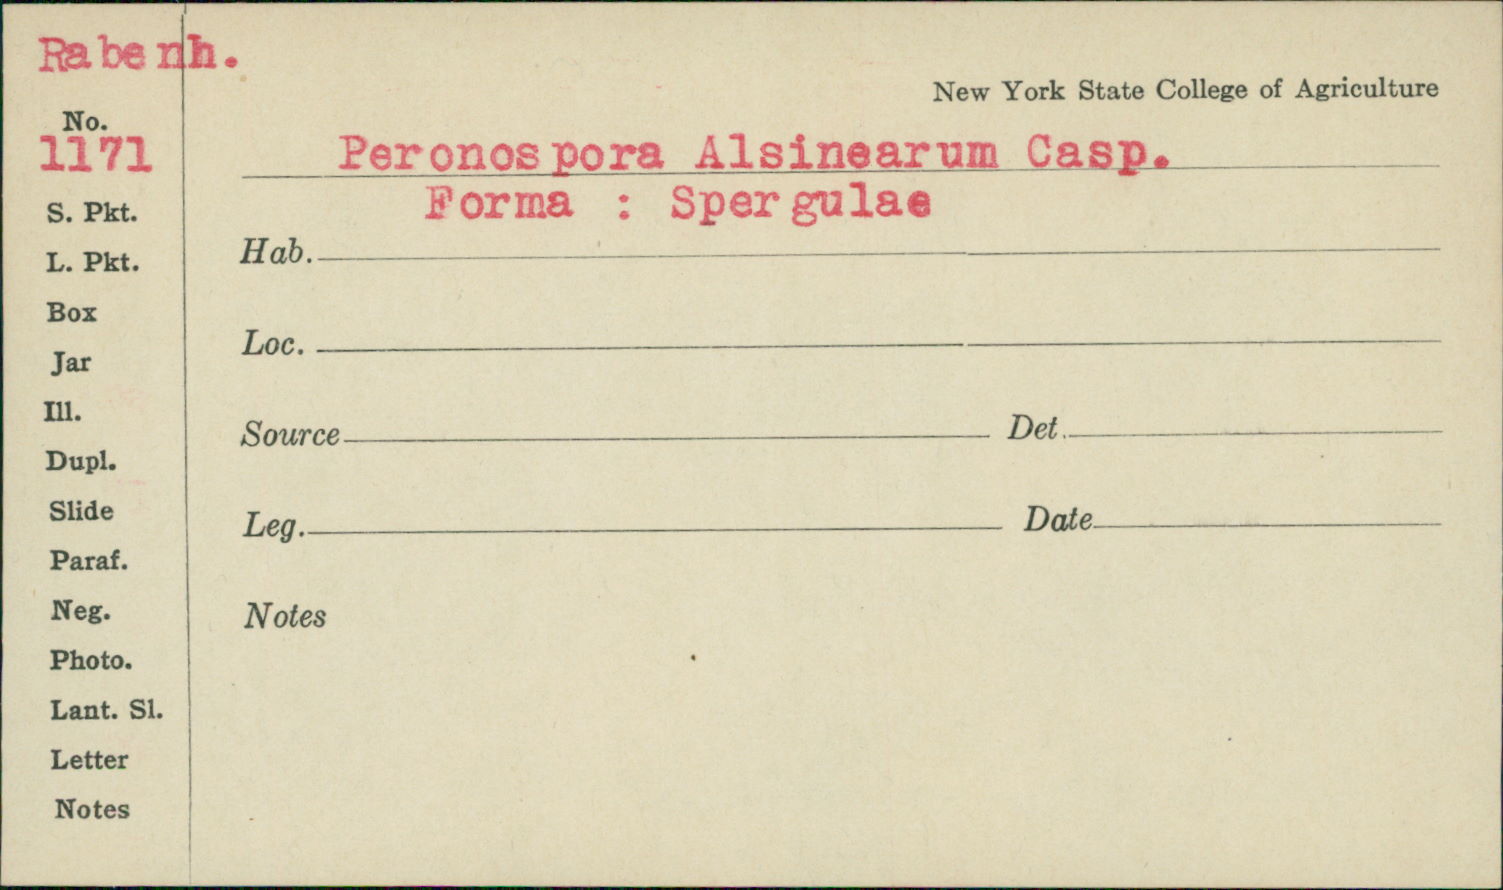 Rabenh.
New York State College of Agriculture
No.
1171
Peronospora Alsinearum Casp.
Forma : Spergulae
S. Pkt.
L. Pkt.
Box
Jar
Ill.
Dupl.
Slide
Paraf.
Neg.
Photo.
Lant. Sl.
Letter
Notes
Hab.
Loc.
Source Det.
Leg. Date
Notes